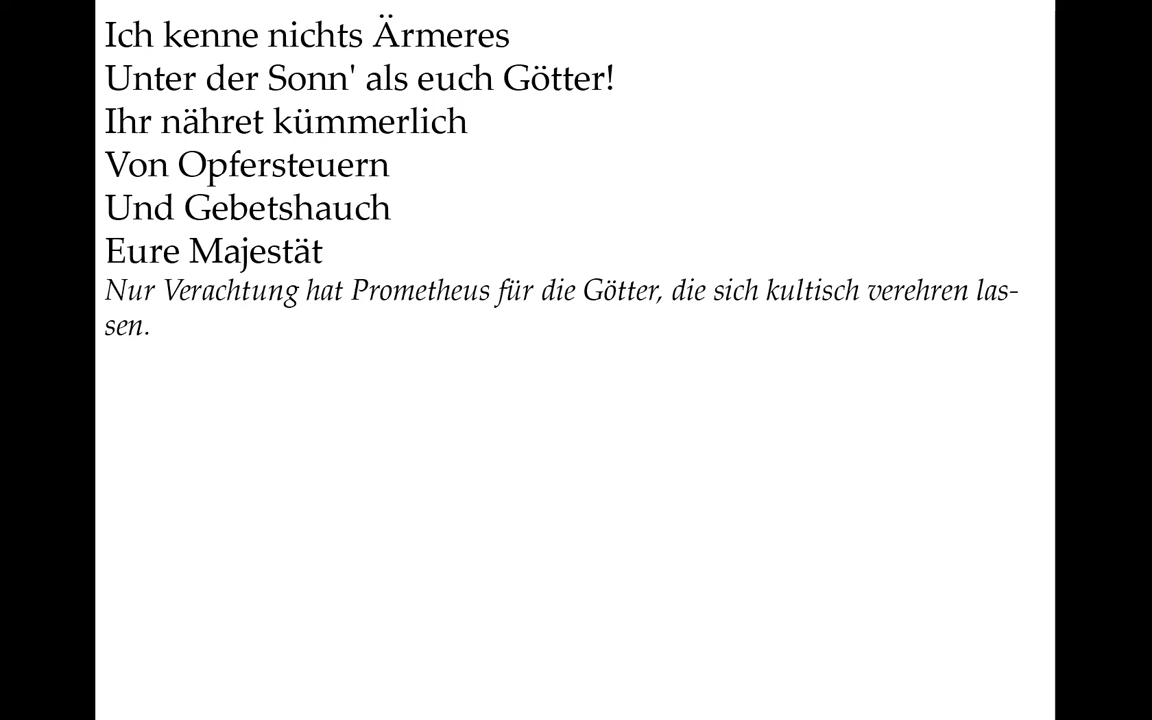 Ich kenne nichts Ärmeres
Unter der Sonn' als euch Götter!
Ihr nähret kümmerlich
Von Opfersteuern
Und Gebetshauch
Eure Majestät
Nur Verachtung hat Prometheus für die Götter, die sich kultisch verehren las-
sen.